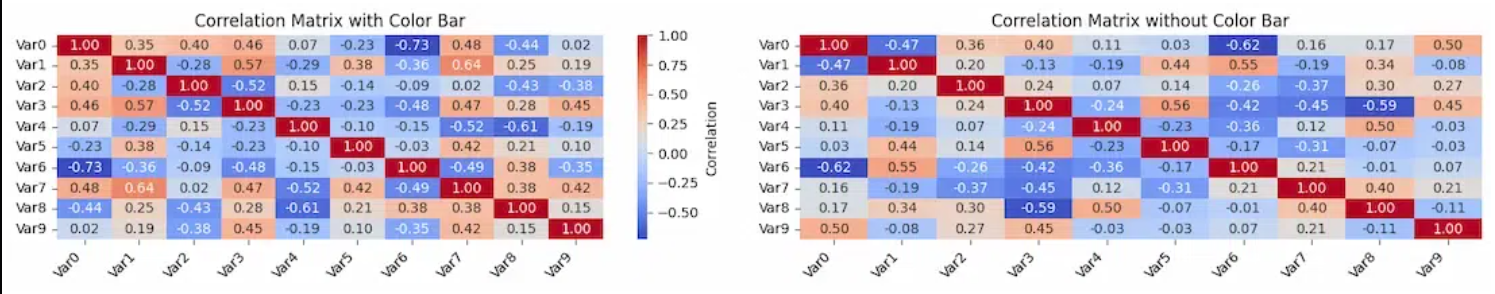 Correlation Matrix with Color Bar
Var0 1.00 0.35 0.40 0.46 0.07 -0.23 -0.73 0.48 -0.44 0.02
Var1 0.35 1.00 -0.28 0.57 -0.29 0.38 -0.36 0.64 0.25 0.19
Var2 0.40 -0.28 1.00 -0.52 0.15 -0.14 -0.09 0.02 -0.43 -0.38
Var3 0.46 0.57 -0.52 1.00 -0.23 -0.23 -0.48 0.47 0.28 0.45
Var4 0.07 -0.29 0.15 -0.23 1.00 -0.10 -0.15 -0.52 -0.61 -0.19
Var5 -0.23 0.38 -0.14 -0.23 -0.10 1.00 -0.03 0.42 0.21 0.10
Var6 -0.73 -0.36 -0.09 -0.48 -0.15 -0.03 1.00 -0.49 0.38 -0.35
Var7 0.48 0.64 0.02 0.47 -0.52 0.42 -0.49 1.00 0.38 0.42
Var8 -0.44 0.25 -0.43 0.28 -0.61 0.21 0.38 0.38 1.00 0.15
Var9 0.02 0.19 -0.38 0.45 -0.19 0.10 -0.35 0.42 0.15 1.00
Var0 Var1 Var2 Var3 Var4 Var5 Var6 Var7 Var8 Var9
1.00
0.75
0.50
0.25
0.00
-0.25
-0.50
Correlation
Correlation Matrix without Color Bar
Var0 1.00 -0.47 0.36 0.40 0.11 0.03 -0.62 0.16 0.17 0.50
Var1 -0.47 1.00 0.20 -0.13 -0.19 0.44 0.55 -0.19 0.34 -0.08
Var2 0.36 0.20 1.00 0.24 0.07 0.14 -0.26 -0.37 0.30 0.27
Var3 0.40 -0.13 0.24 1.00 -0.24 0.56 -0.42 -0.45 -0.59 0.45
Var4 0.11 -0.19 0.07 -0.24 1.00 -0.23 -0.36 0.12 0.50 -0.03
Var5 0.03 0.44 0.14 0.56 -0.23 1.00 -0.17 -0.31 -0.07 -0.03
Var6 -0.62 0.55 -0.26 -0.42 -0.36 -0.17 1.00 0.21 -0.01 0.07
Var7 0.16 -0.19 -0.37 -0.45 0.12 -0.31 0.21 1.00 0.40 0.21
Var8 0.17 0.34 0.30 -0.59 0.50 -0.07 -0.01 0.40 1.00 -0.11
Var9 0.50 -0.08 0.27 0.45 -0.03 -0.03 0.07 0.21 -0.11 1.00
Var0 Var1 Var2 Var3 Var4 Var5 Var6 Var7 Var8 Var9